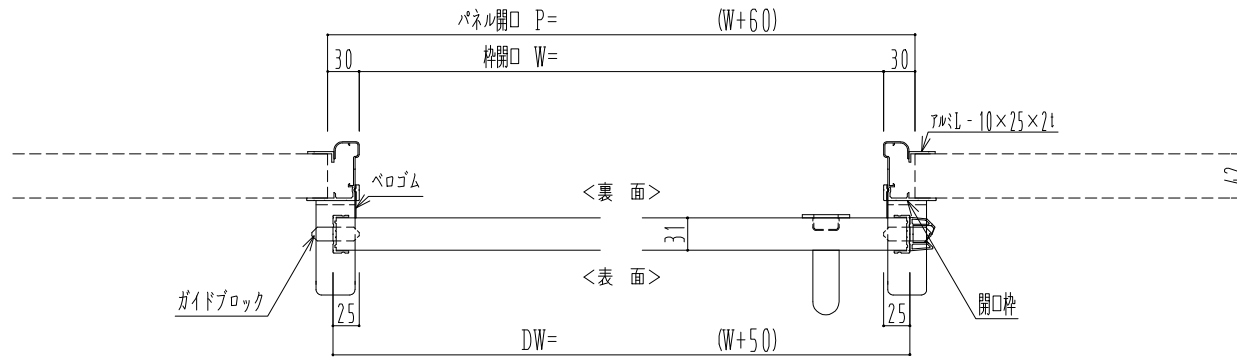 パネル開口 P= (W+60)
30 枠開口 W= 30
アルミL - 10×25×2t
ベロゴム
<裏 面>
42
31
<表 面>
ガイドブロック
開口枠
25 25
DW= (W+50)